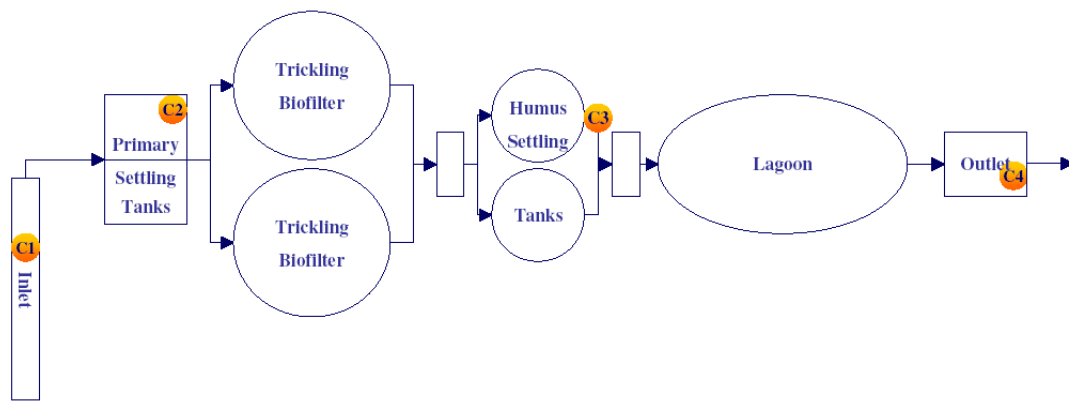 C1
Inlet
C2
Primary
Settling
Tanks
Trickling
Biofilter
Trickling
Biofilter
Humus
Settling
C3
Tanks
Lagoon
Outlet
C4